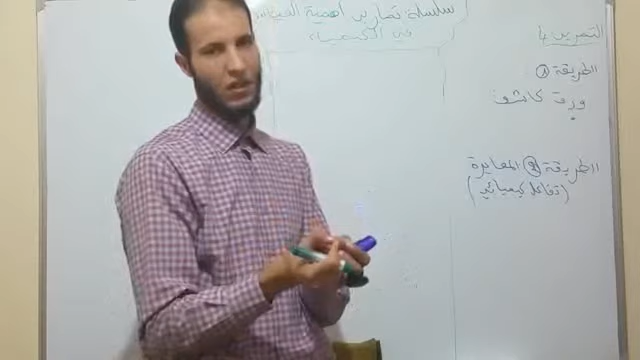 سلسلة تمارين أهمية القياس
في الكيمياء
التمرين 4
الطريقة 1
ورق كاشف
الطريقة 2 المعايرة
(تفاعل كيميائي)